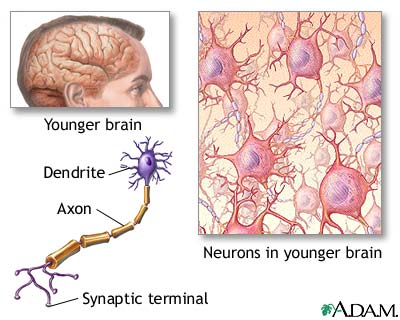 Younger brain
Dendrite
Axon
Synaptic terminal
Neurons in younger brain
A.D.A.M.